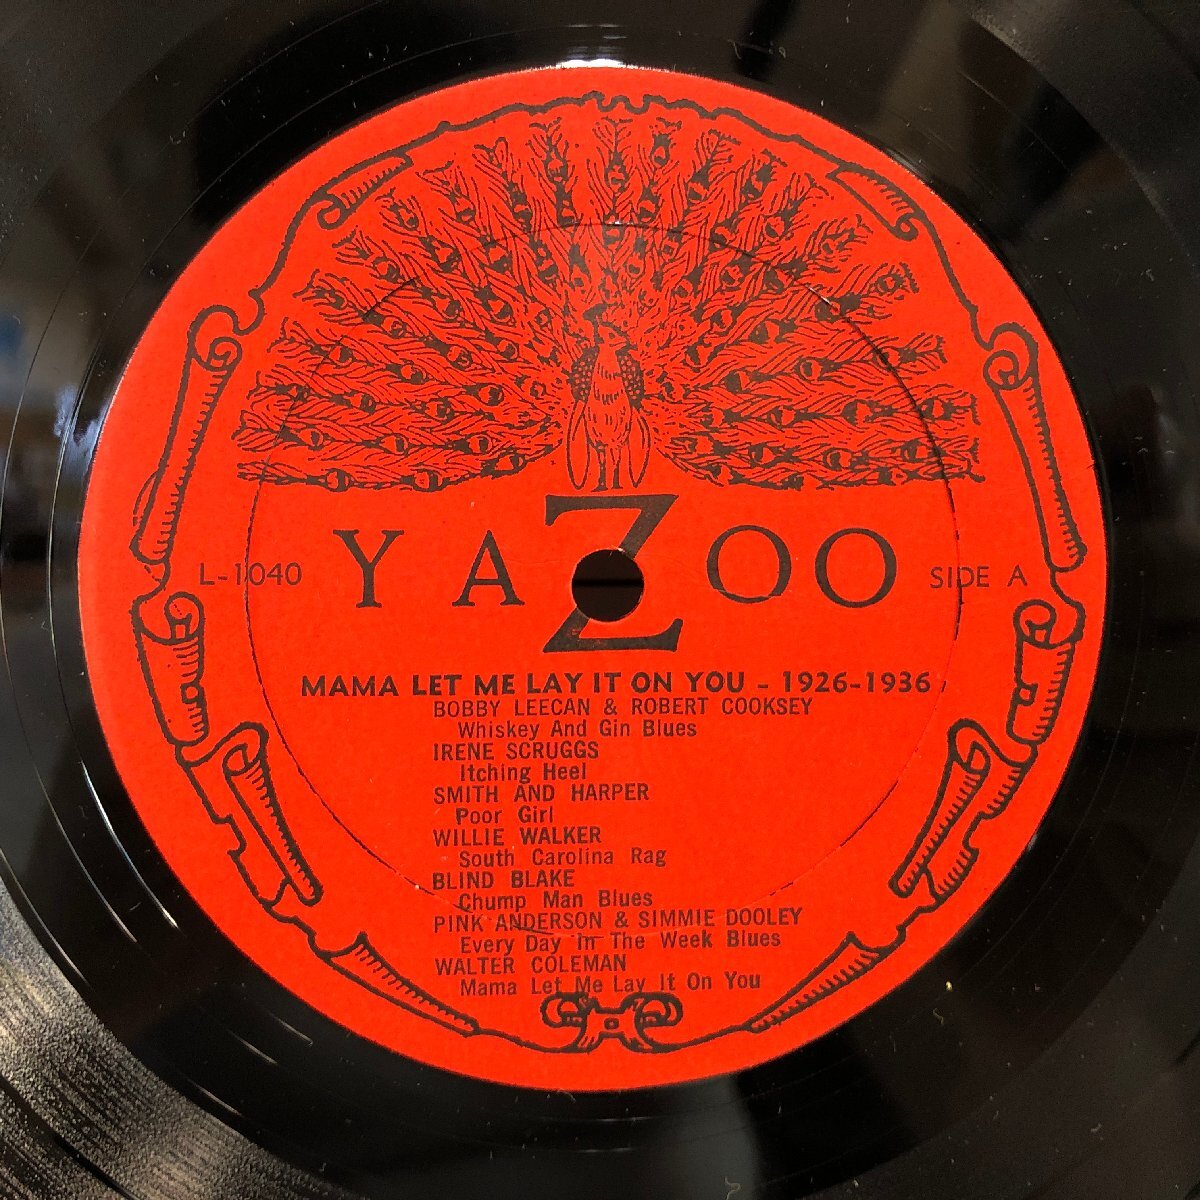 YAZOO
L-1040
SIDE A
MAMA LET ME LAY IT ON YOU - 1926-1936
BOBBY LEECAN & ROBERT COOKSEY
Whiskey And Gin Blues
IRENE SCRUGGS
Itching Heel
SMITH AND HARPER
Poor Girl
WILLIE WALKER
South Carolina Rag
BLIND BLAKE
Chump Man Blues
PINK ANDERSON & SIMMIE DOOLEY
Every Day In The Week Blues
WALTER COLEMAN
Mama Let Me Lay It On You